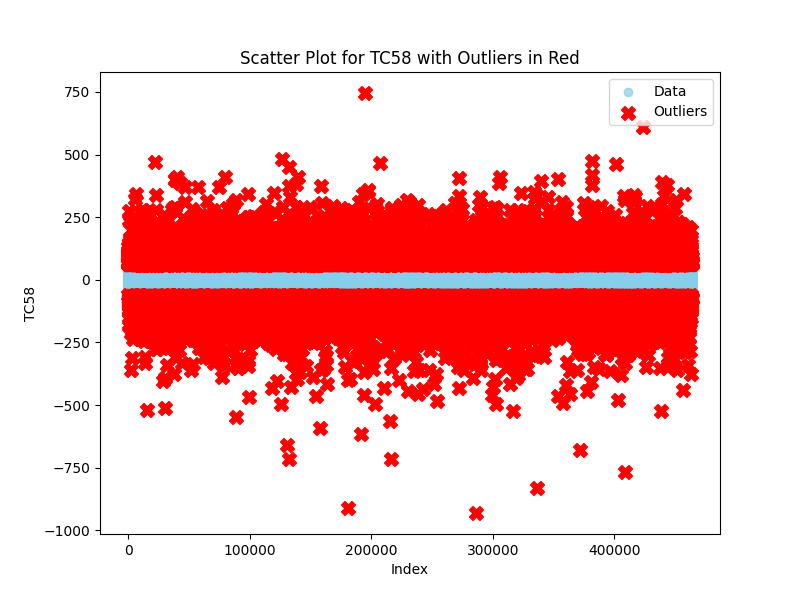 Scatter Plot for TC58 with Outliers in Red
Data
Outliers
750
500
250
0
−250
−500
−750
−1000
TC58
0 100000 200000 300000 400000
Index